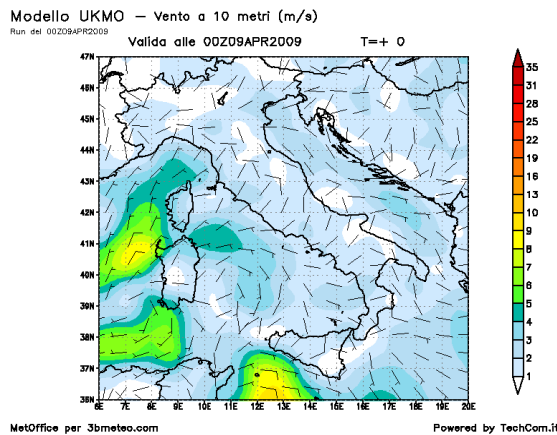 Modello UKMO – Vento a 10 metri (m/s)
Run del 00Z09APR2009
Valida alle 00Z09APR2009 T=+ 0
47N
46N
45N
44N
43N
42N
41N
40N
39N
38N
37N
36N
6E 7E 8E 9E 10E 11E 12E 13E 14E 15E 16E 17E 18E 19E 20E
35
31
28
25
22
19
16
13
10
9
8
7
6
5
4
3
2
1
MetOffice per 3bmeteo.com Powered by TechCom.it